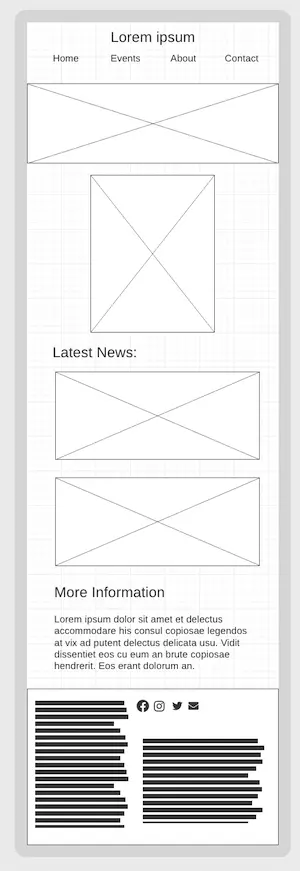 Lorem ipsum
Home Events About Contact
Latest News:
More Information
Lorem ipsum dolor sit amet et delectus
accommodare his consul copiosae legendos
at vix ad putent delectus delicata usu. Vidit
dissentiet eos cu eum an brute copiosae
hendrerit. Eos erant dolorum an.